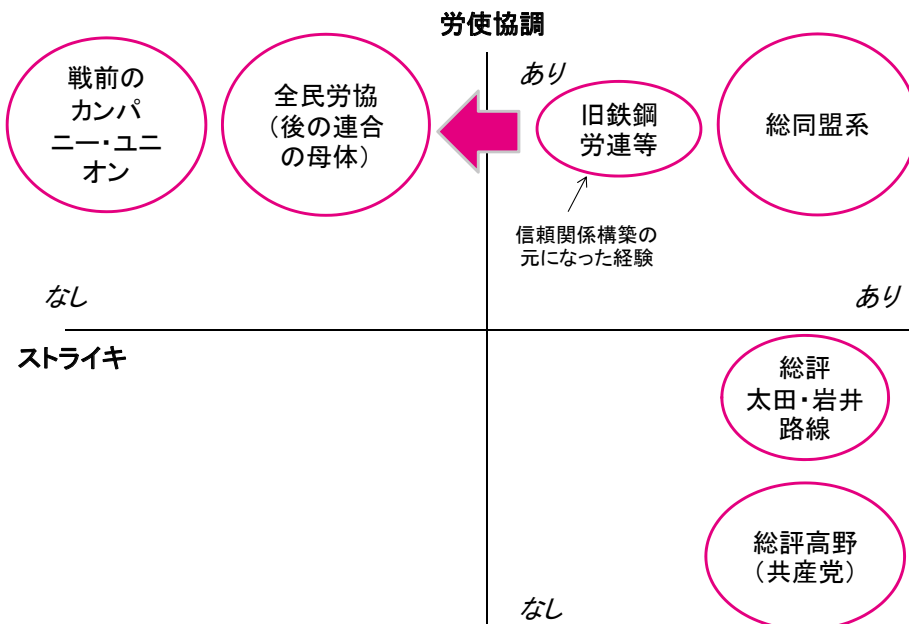 労使協調
戦前の
カンパ
ニー・ユニ
オン
全民労協
（後の連合
の母体）
あり
旧鉄鋼
労連等
総同盟系
信頼関係構築の
元になった経験
なし
あり
ストライキ
総評
太田・岩井
路線
総評高野
（共産党）
なし